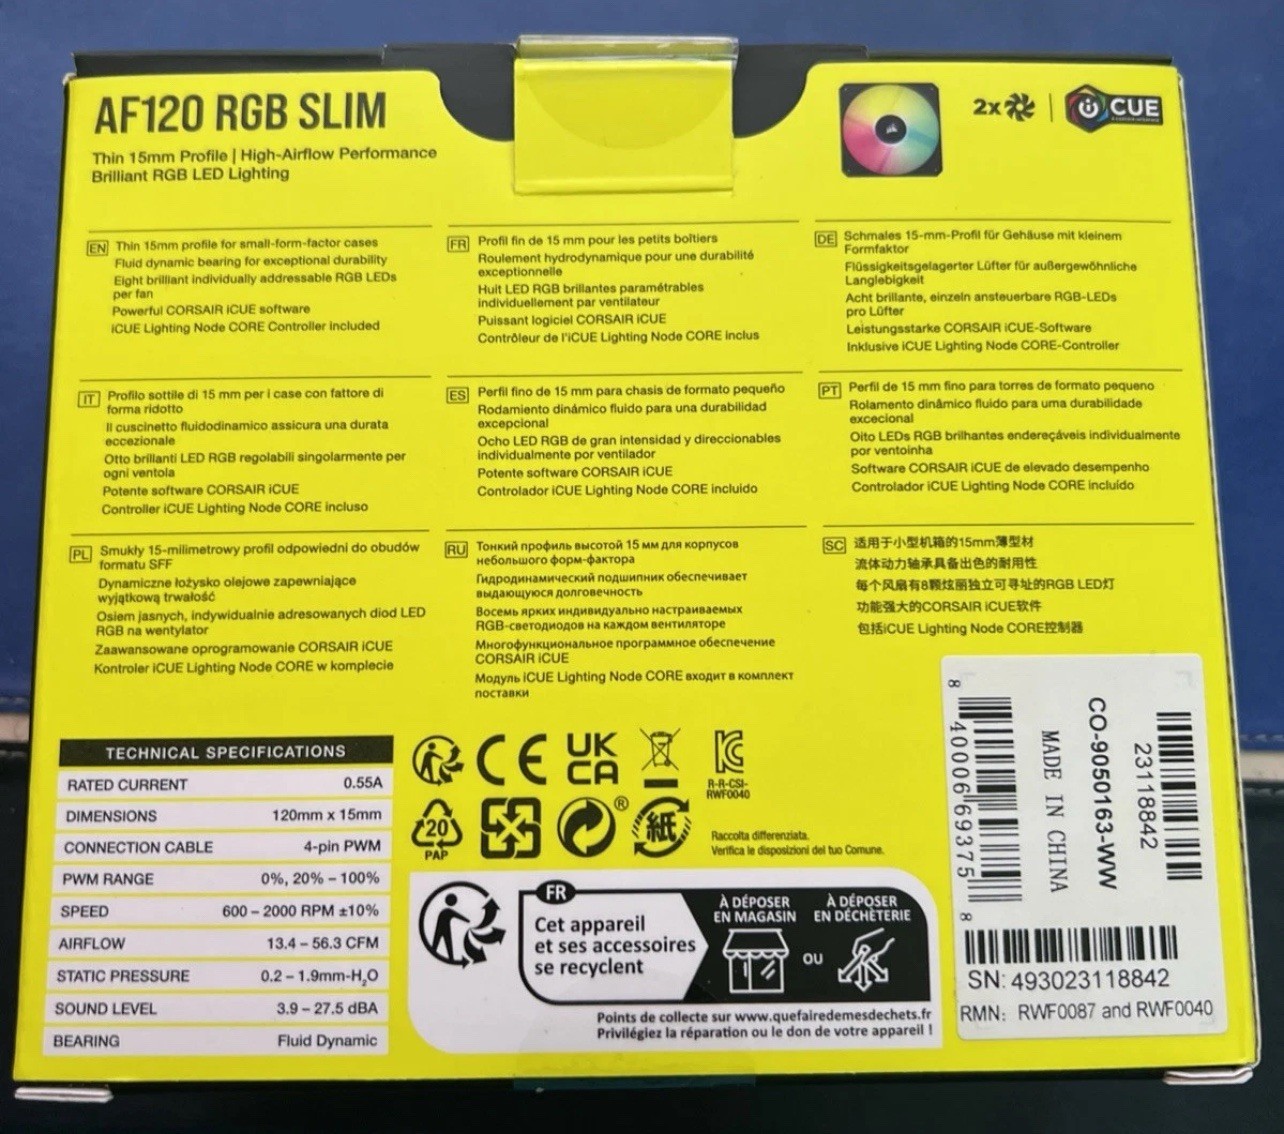 AF120 RGB SLIM
Thin 15mm Profile | High-Airflow Performance
Brilliant RGB LED Lighting
2x
CUE
EN
Thin 15mm profile for small-form-factor cases
Fluid dynamic bearing for exceptional durability
Eight brilliant individually addressable RGB LEDs
per fan
Powerful CORSAIR iCUE software
iCUE Lighting Node CORE Controller included
FR
Profil fin de 15 mm pour les petits boîtiers
Roulement hydrodynamique pour une durabilité
exceptionnelle
Huit LED RGB brillantes paramétrables
individuellement par ventilateur
Puissant logiciel CORSAIR iCUE
Contrôleur de l'iCUE Lighting Node CORE inclus
DE
Schmales 15-mm-Profil für Gehäuse mit kleinem
Formfaktor
Flüssigkeitsgelagerter Lüfter für außergewöhnliche
Langlebigkeit
Acht brillante, einzeln ansteuerbare RGB-LEDs
pro Lüfter
Leistungsstarke CORSAIR iCUE-Software
Inklusive iCUE Lighting Node CORE-Controller
IT
Profilo sottile di 15 mm per i case con fattore di
forma ridotto
Il cuscinetto fluidodinamico assicura una durata
eccezionale
Otto brillanti LED RGB regolabili singolarmente per
ogni ventola
Potente software CORSAIR iCUE
Controller iCUE Lighting Node CORE incluso
ES
Perfil fino de 15 mm para chasis de formato pequeño
Rodamiento dinámico fluido para una durabilidad
excepcional
Ocho LED RGB de gran intensidad y direccionables
individualmente por ventilador
Potente software CORSAIR iCUE
Controlador iCUE Lighting Node CORE incluido
PT
Perfil de 15 mm fino para torres de formato pequeno
Rolamento dinâmico fluido para uma durabilidade
excecional
Oito LEDs RGB brilhantes endereçáveis individualmente
por ventoinha
Software CORSAIR iCUE de elevado desempenho
Controlador iCUE Lighting Node CORE incluído
PL
Smukły 15-milimetrowy profil odpowiedni do obudów
formatu SFF
Dynamiczne łożysko olejowe zapewniające
wyjątkową trwałość
Osiem jasnych, indywidualnie adresowanych diod LED
RGB na wentylator
Zaawansowane oprogramowanie CORSAIR iCUE
Kontroler iCUE Lighting Node CORE w komplecie
RU
Тонкий профиль высотой 15 мм для корпусов
небольшого форм-фактора
Гидродинамический подшипник обеспечивает
выдающуюся долговечность
Восемь ярких индивидуально настраиваемых
RGB-светодиодов на каждом вентиляторе
Многофункциональное программное обеспечение
CORSAIR iCUE
Модуль iCUE Lighting Node CORE входит в комплект
поставки
SC
适用于小型机箱的15mm薄型材
流体动力轴承具备出色的耐用性
每个风扇有8颗炫丽独立可寻址的RGB LED灯
功能强大的CORSAIR iCUE软件
包括iCUE Lighting Node CORE控制器
TECHNICAL SPECIFICATIONS
RATED CURRENT 0.55A
DIMENSIONS 120mm x 15mm
CONNECTION CABLE 4-pin PWM
PWM RANGE 0%, 20% – 100%
SPEED 600 – 2000 RPM ±10%
AIRFLOW 13.4 – 56.3 CFM
STATIC PRESSURE 0.2 – 1.9mm-H₂O
SOUND LEVEL 3.9 – 27.5 dBA
BEARING Fluid Dynamic
CE
UK
CA
R-R-CSI-
RWF0040
20
PAP
®
紙
Raccolta differenziata.
Verifica le disposizioni del tuo Comune.
FR
Cet appareil
et ses accessoires
se recyclent
À DÉPOSER
EN MAGASIN
OU
À DÉPOSER
EN DÉCHÈTERIE
Points de collecte sur www.quefairedemesdechets.fr
Privilégiez la réparation ou le don de votre appareil !
8 40006 69375 8
MADE IN CHINA
CO-9050163-WW
23118842
SN: 493023118842
RMN: RWF0087 and RWF0040